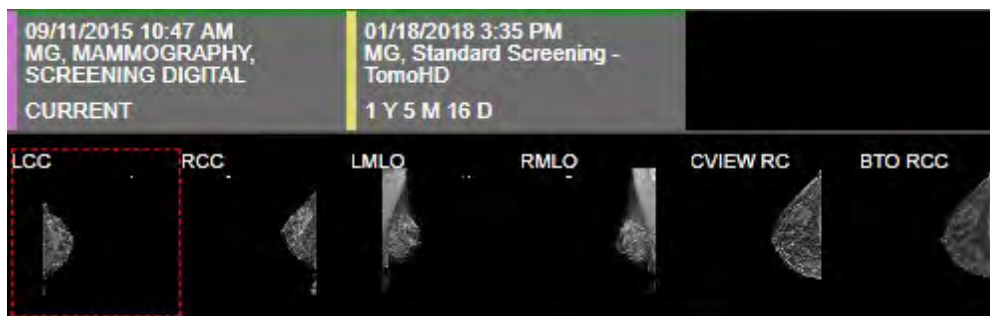 09/11/2015 10:47 AM
MG, MAMMOGRAPHY,
SCREENING DIGITAL
CURRENT
01/18/2018 3:35 PM
MG, Standard Screening -
TomoHD
1 Y 5 M 16 D
LCC RCC LMLO RMLO CVIEW RC BTO RCC